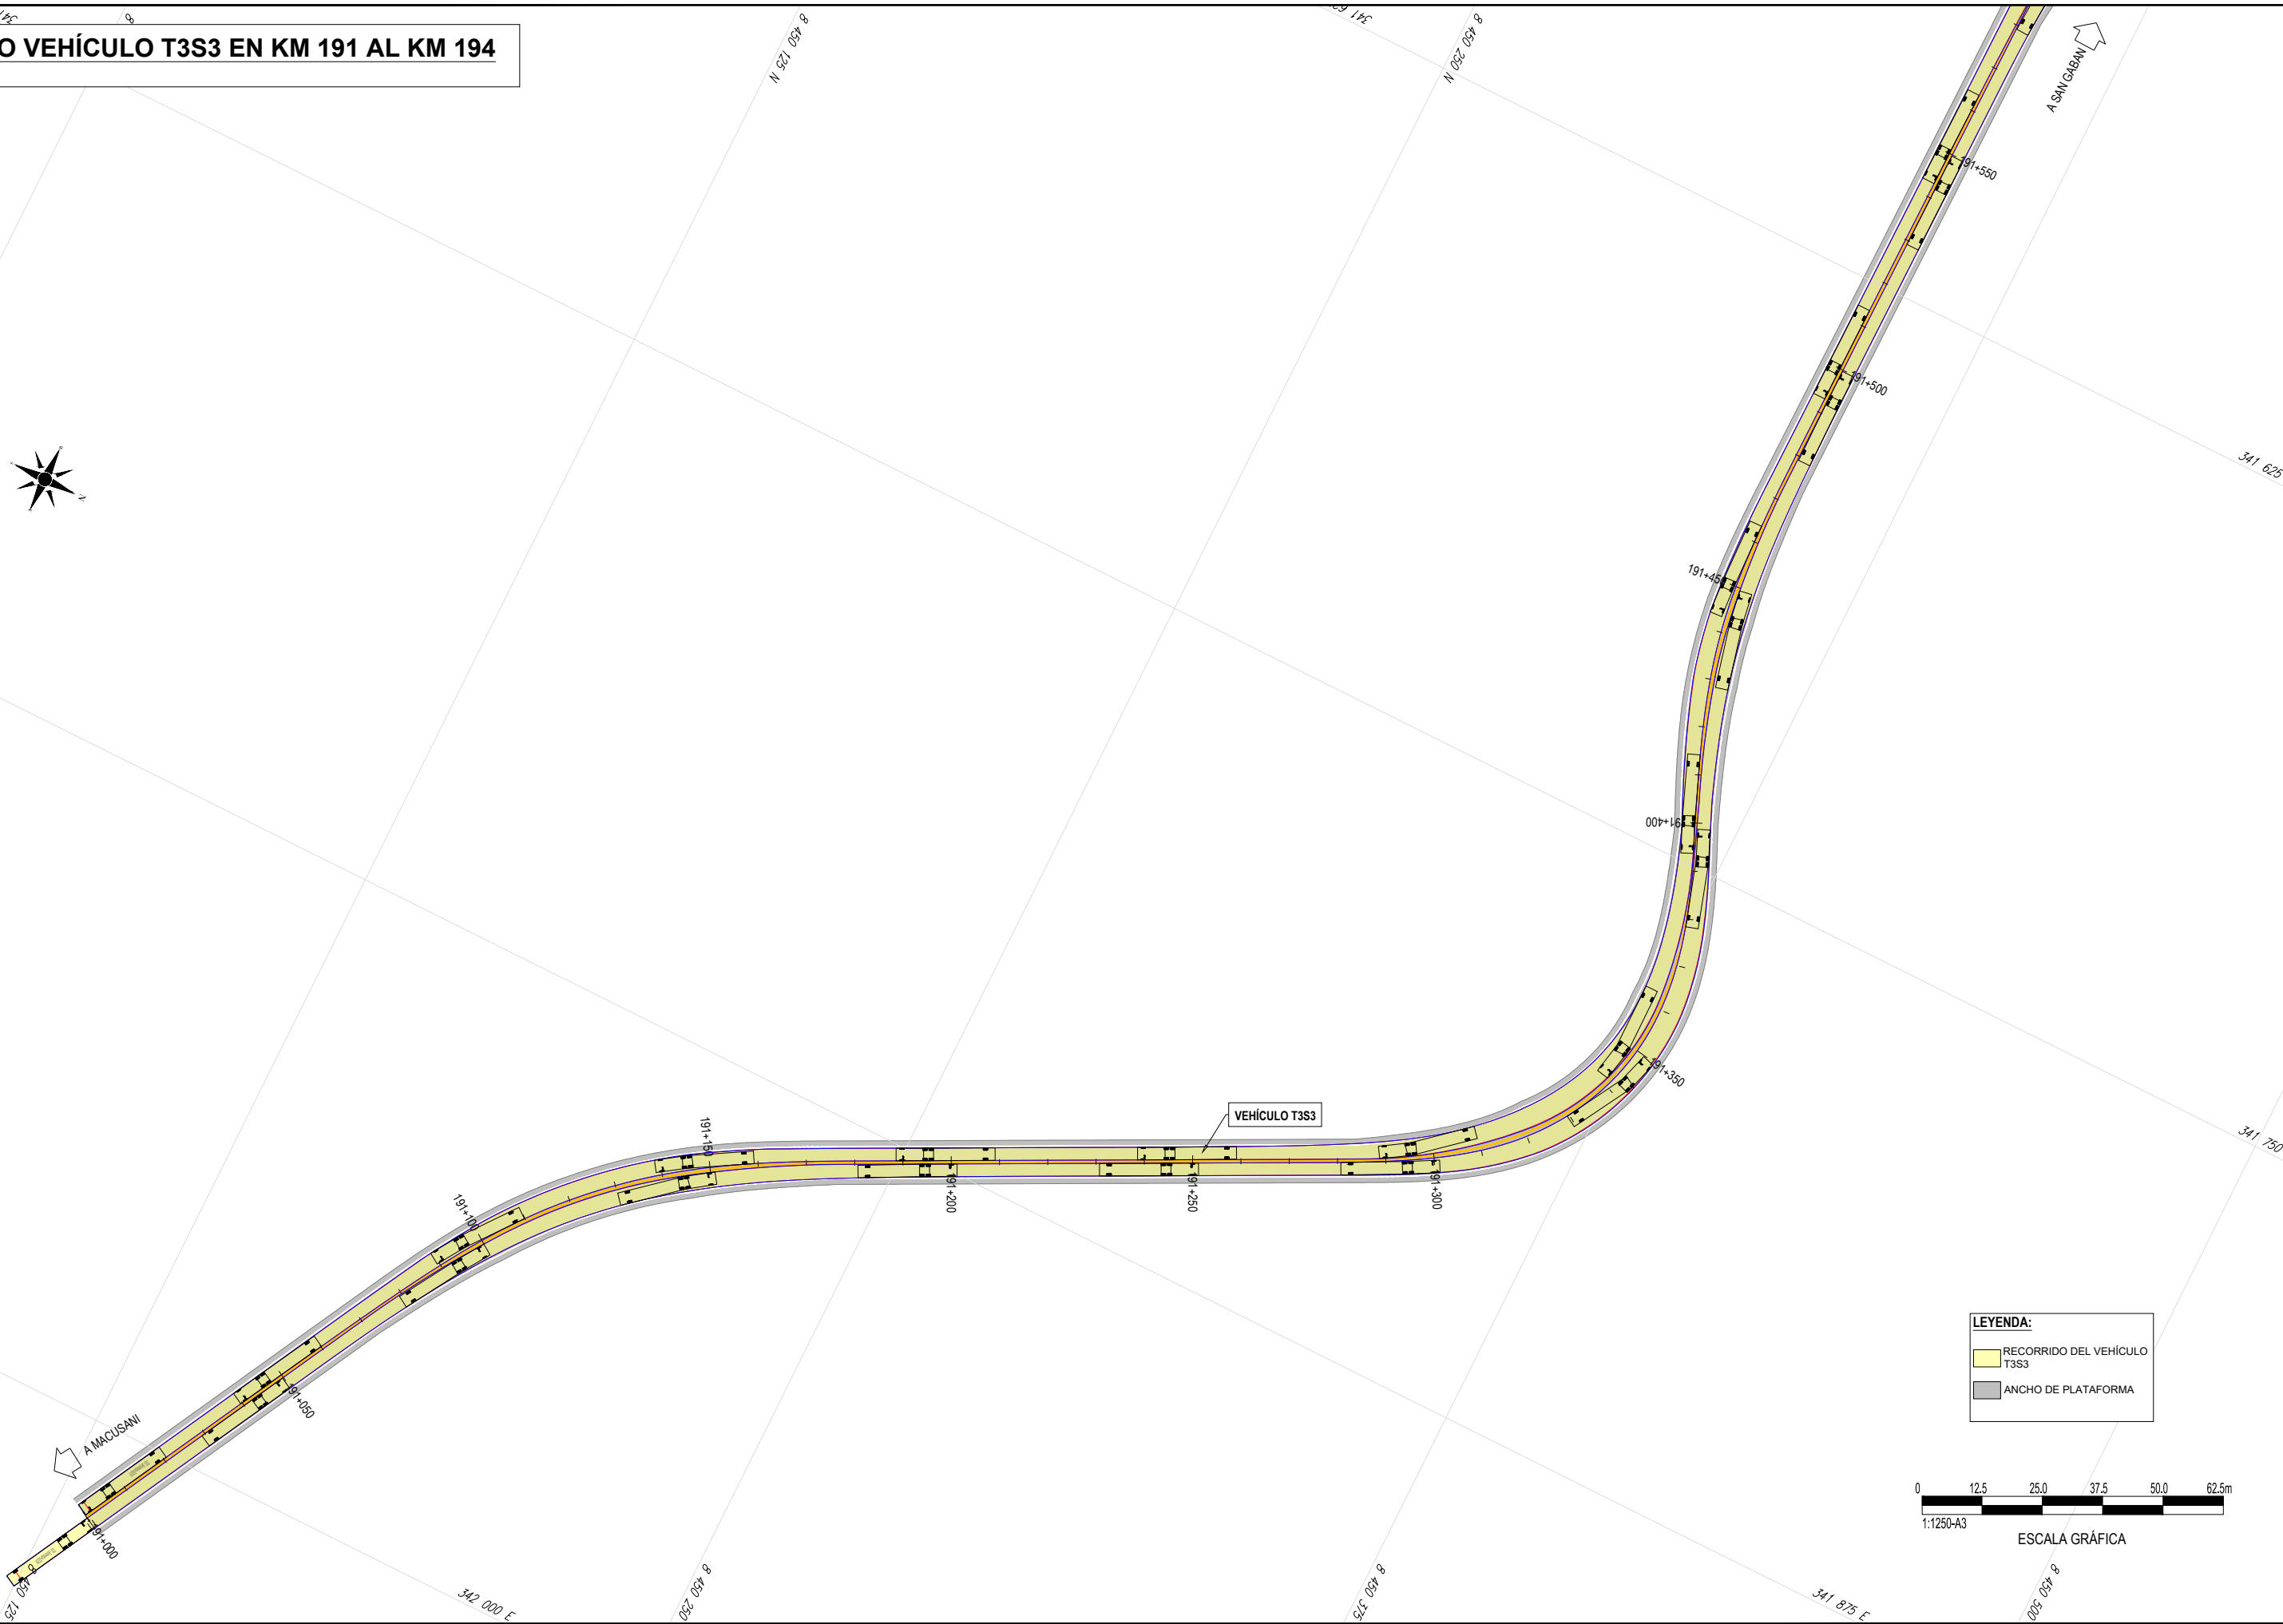 O VEHÍCULO T3S3 EN KM 191 AL KM 194
8
8
450 125 N
8
450 250 N
A SAN GABAN
191+550
191+500
341 625
191+400
191+350
341 750
VEHÍCULO T3S3
191+150
191+100
191+200
191+250
191+300
191+050
A MACUSANI
191+000
LEYENDA:
RECORRIDO DEL VEHÍCULO
T3S3
ANCHO DE PLATAFORMA
0 12.5 25.0 37.5 50.0 62.5m
1:1250-A3
ESCALA GRÁFICA
8
450 125
342 000 E
8
450 250
8
450 375
341 875 E
8
450 500